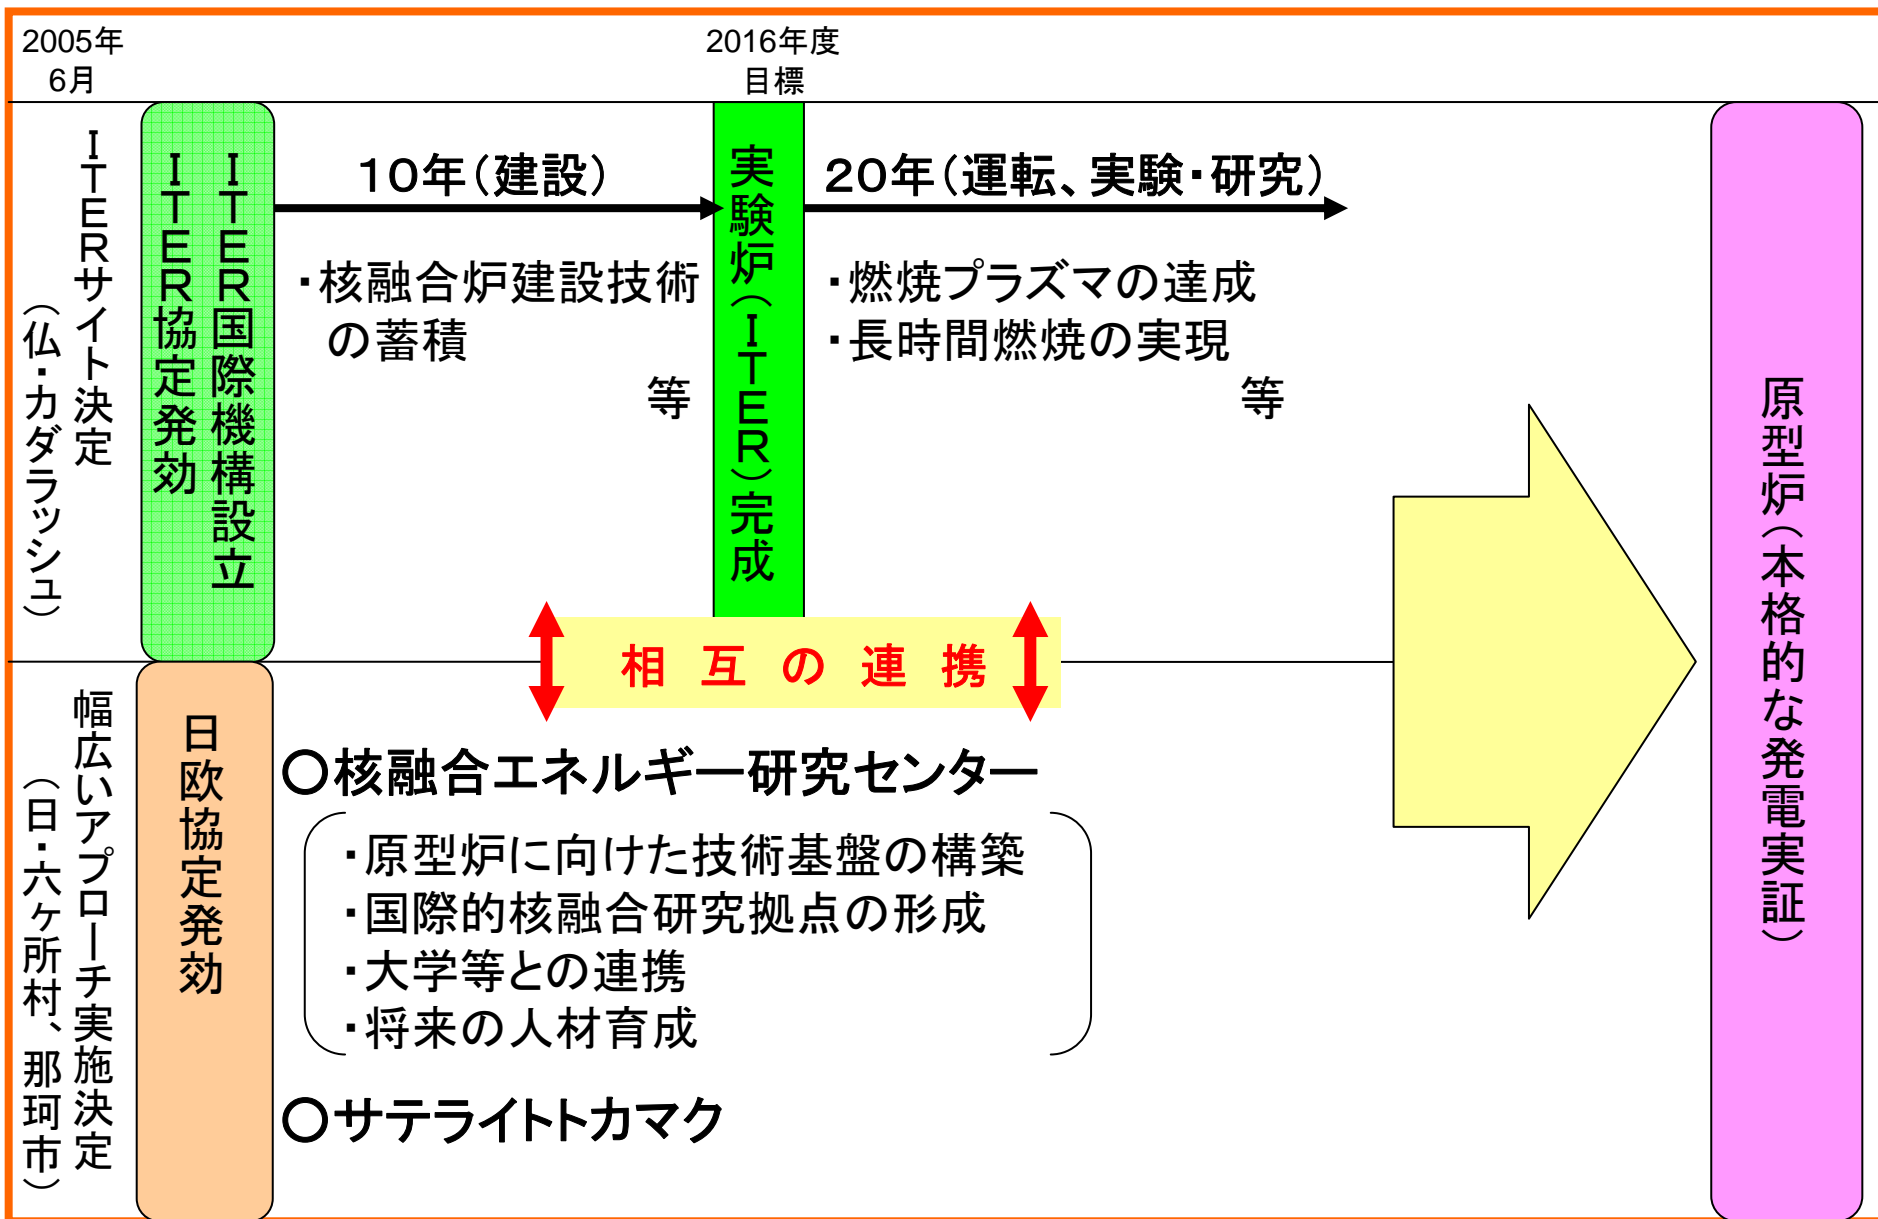 2005年
6月
2016年度
目標
ITERサイト決定
(仏・カダラッシュ)
ITER国際機構設立
ITER協定発効
10年(建設)
・核融合炉建設技術
の蓄積
等
実験炉(ITER)完成
20年(運転、実験・研究)
・燃焼プラズマの達成
・長時間燃焼の実現
等
相互の連携
幅広いアプローチ実施決定
(日・六ヶ所村、那珂市)
日欧協定発効
○核融合エネルギー研究センター
・原型炉に向けた技術基盤の構築
・国際的核融合研究拠点の形成
・大学等との連携
・将来の人材育成
○サテライトトカマク
原型炉(本格的な発電実証)